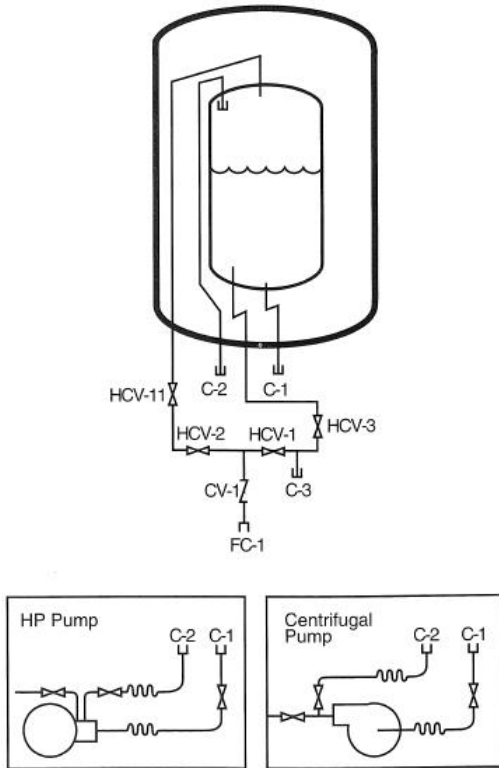 C-2
C-1
HCV-11
HCV-3
HCV-2
HCV-1
CV-1
C-3
FC-1
HP Pump
C-2
C-1
Centrifugal
Pump
C-2
C-1